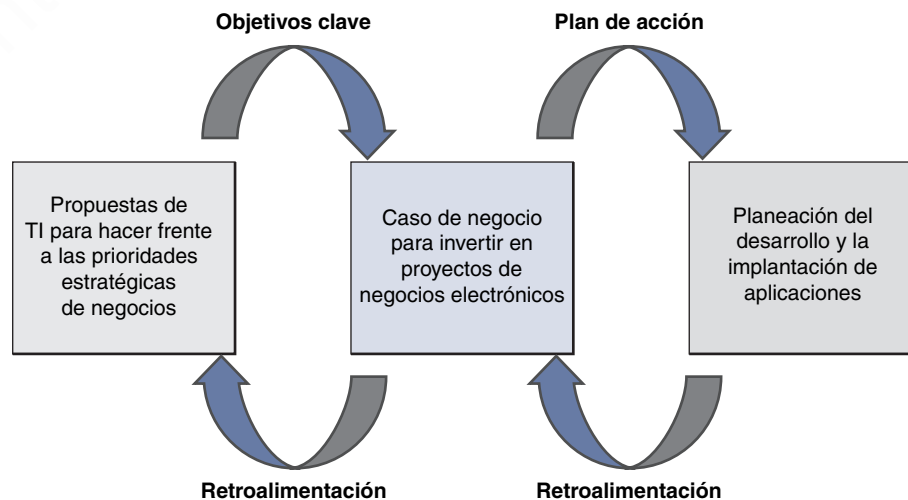 Objetivos clave
Plan de acción
Propuestas de
TI para hacer frente
a las prioridades
estratégicas
de negocios
Caso de negocio
para invertir en
proyectos de
negocios electrónicos
Planeación del
desarrollo y la
implantación de
aplicaciones
Retroalimentación
Retroalimentación